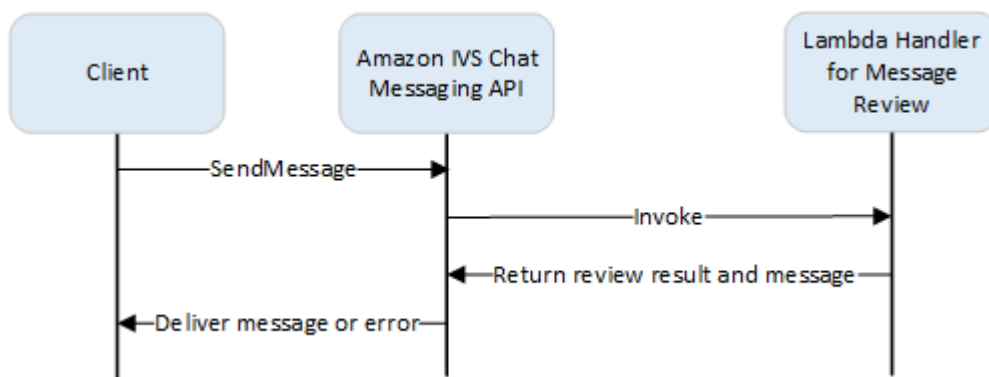 Client
Amazon IVS Chat
Messaging API
Lambda Handler
for Message
Review
SendMessage
Invoke
Return review result and message
Deliver message or error